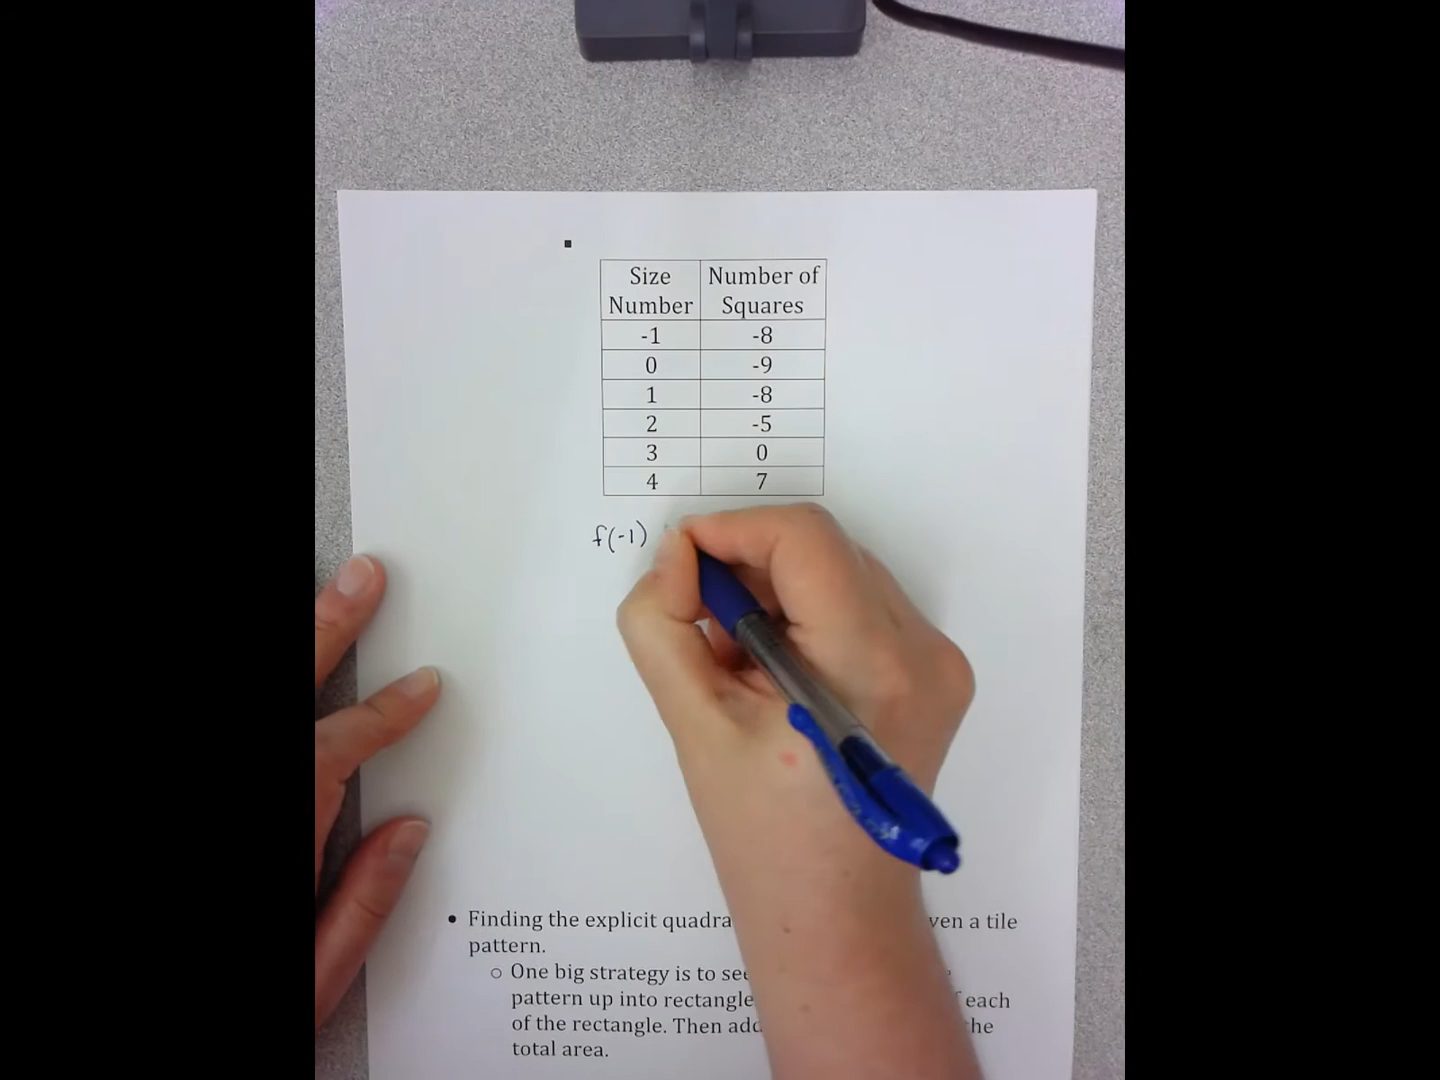 Size Number of
Number Squares
-1 -8
0 -9
1 -8
2 -5
3 0
4 7
f(-1)
• Finding the explicit quadra ven a tile
pattern.
o One big strategy is to see
pattern up into rectangle f each
of the rectangle. Then add the
total area.